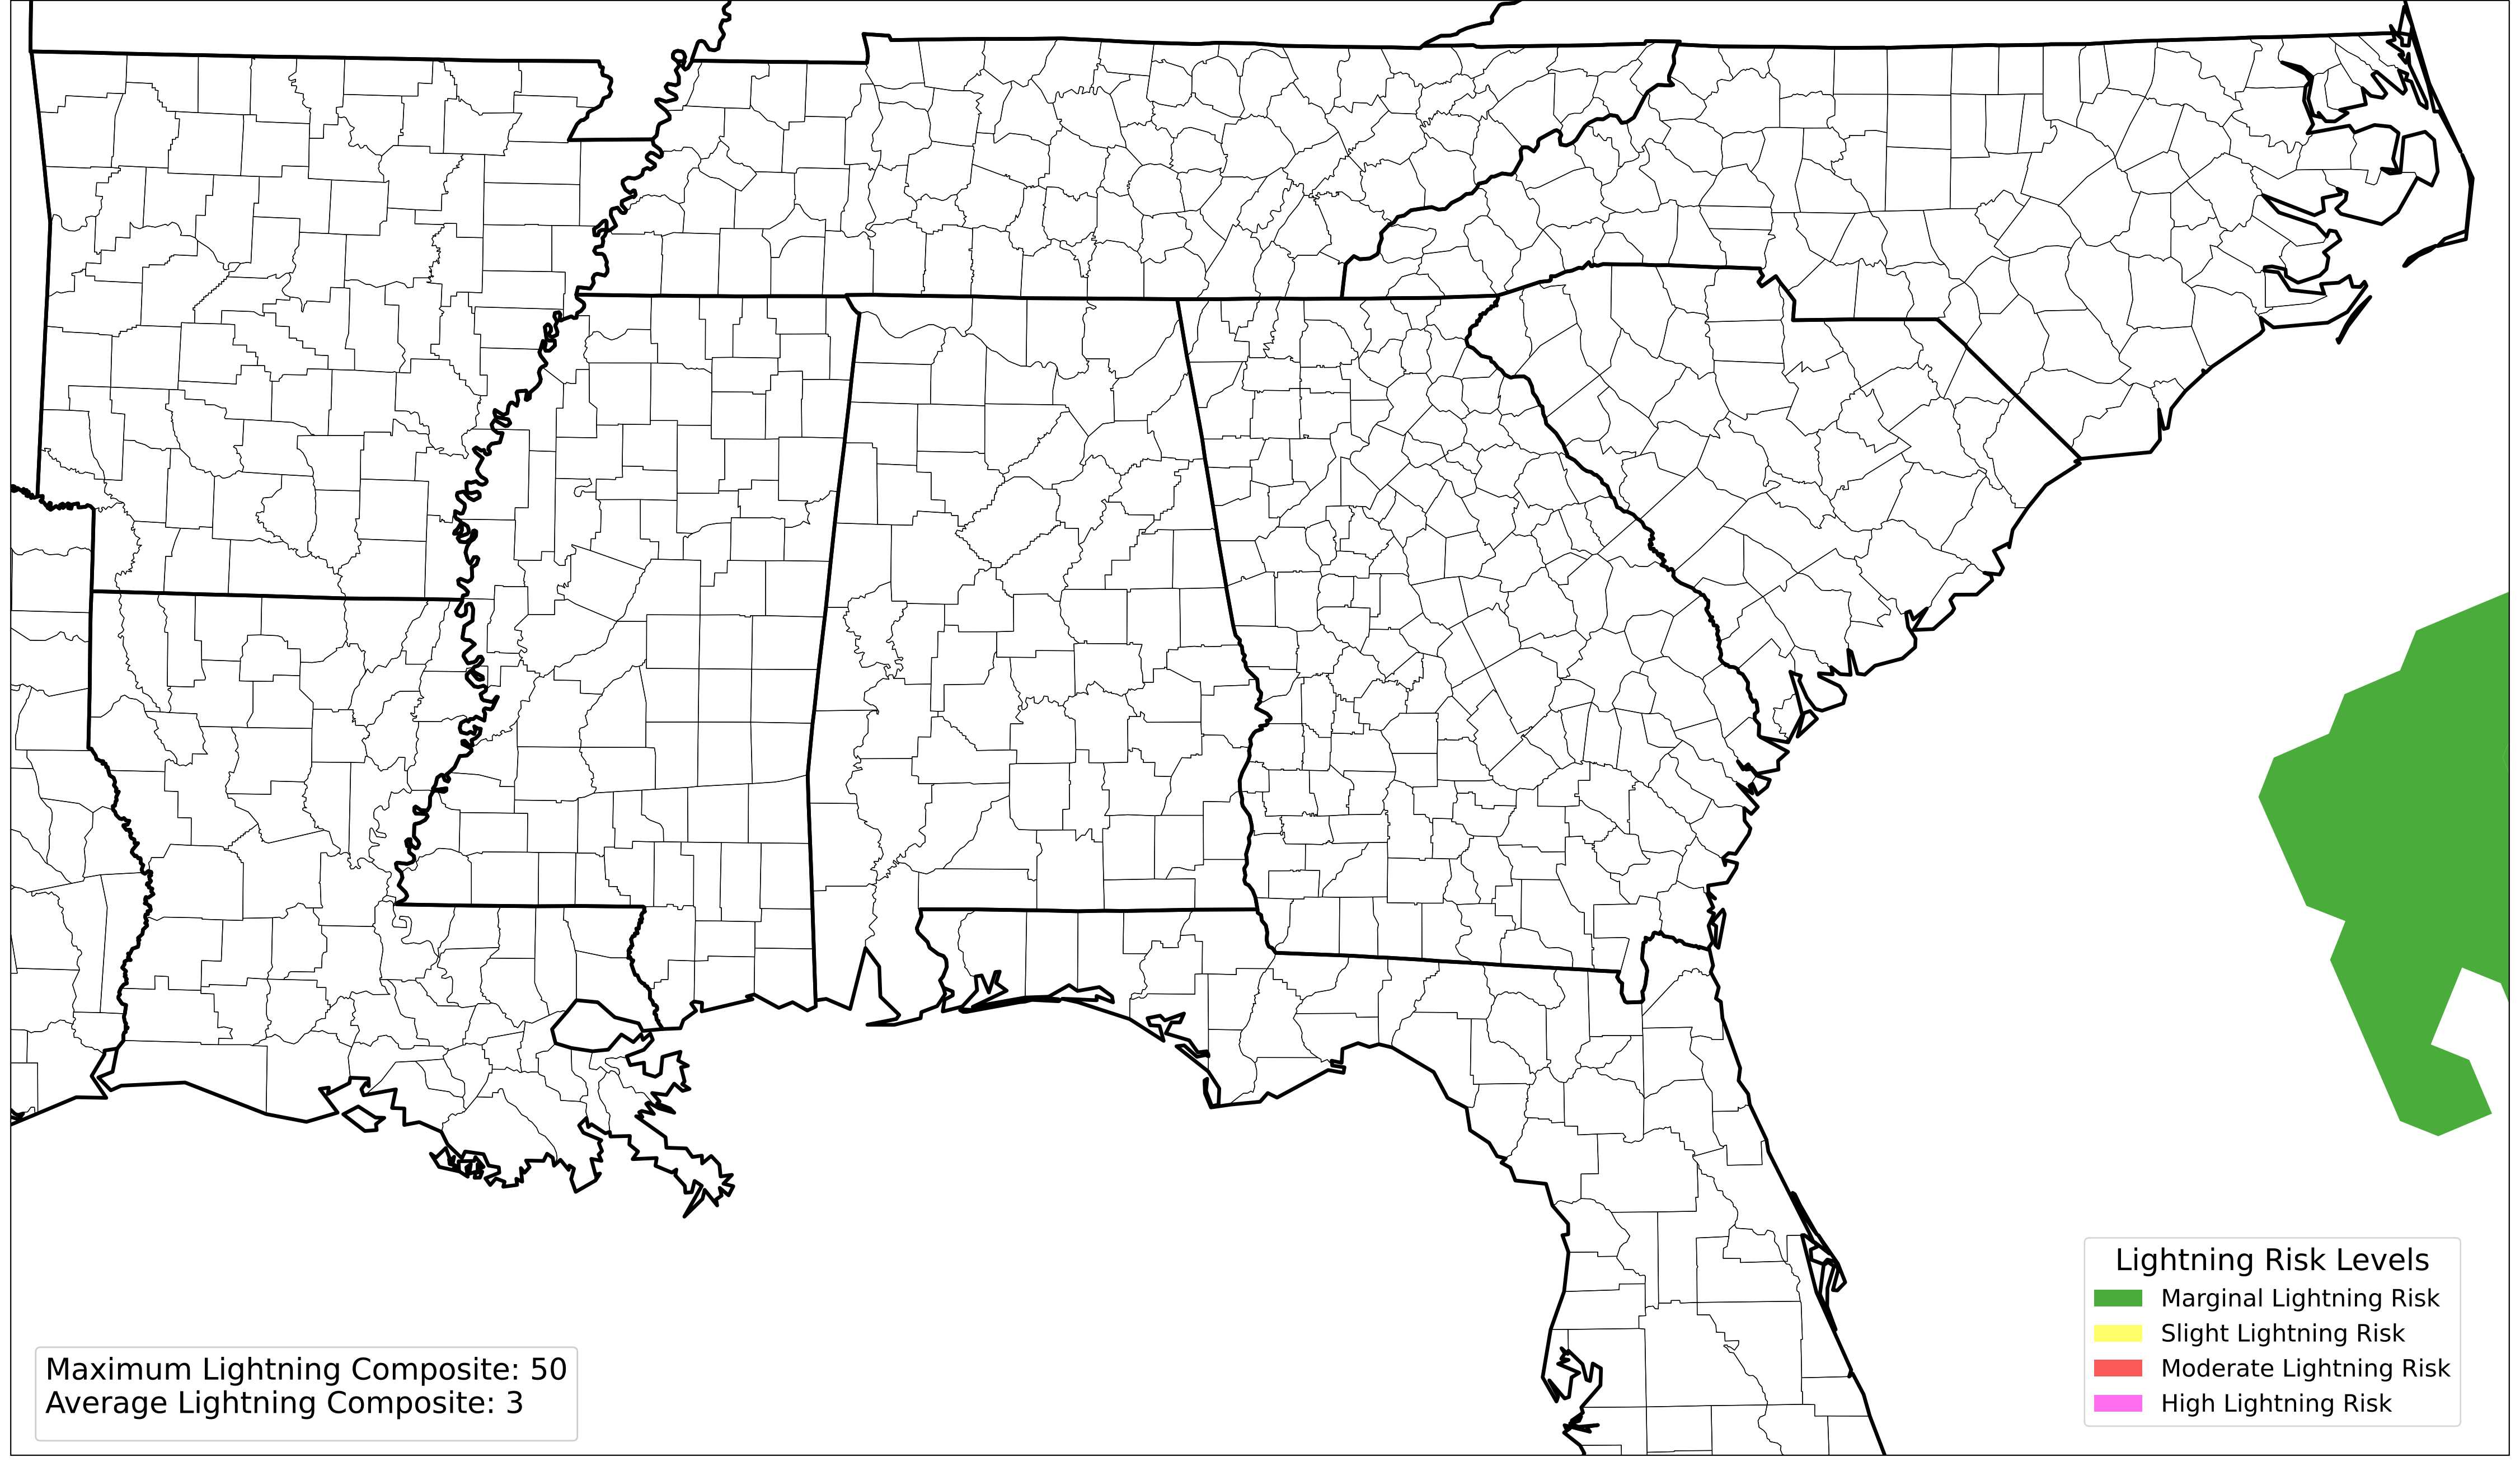 Lightning Risk Levels
Marginal Lightning Risk
Slight Lightning Risk
Moderate Lightning Risk
High Lightning Risk
Maximum Lightning Composite: 50
Average Lightning Composite: 3